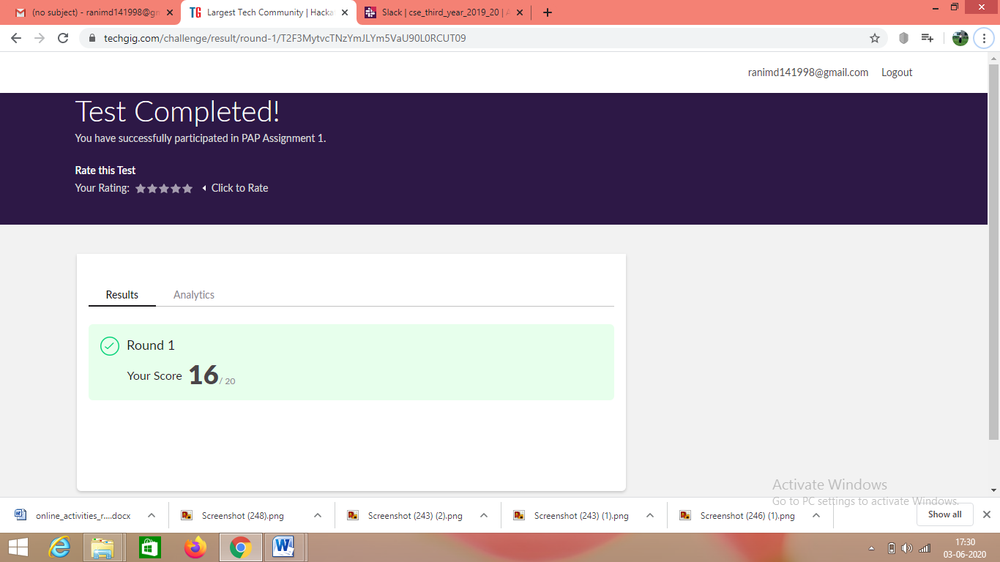 (no subject) - ranimd141998@gn
TG Largest Tech Community | Hacka
Slack | cse_third_year_2019_20 |
techgig.com/challenge/result/round-1/T2F3MytvcTNzYmJLYm5VaU90L0RCUT09
ranimd141998@gmail.com Logout
Test Completed!
You have successfully participated in PAP Assignment 1.
Rate this Test
Your Rating: Click to Rate
Results Analytics
Round 1
Your Score 16 / 20
Activate Windows
Go to PC settings to activate Windows.
online_activities_r....docx
Screenshot (248).png
Screenshot (243) (2).png
Screenshot (243) (1).png
Screenshot (246) (1).png
Show all
17:30
03-06-2020